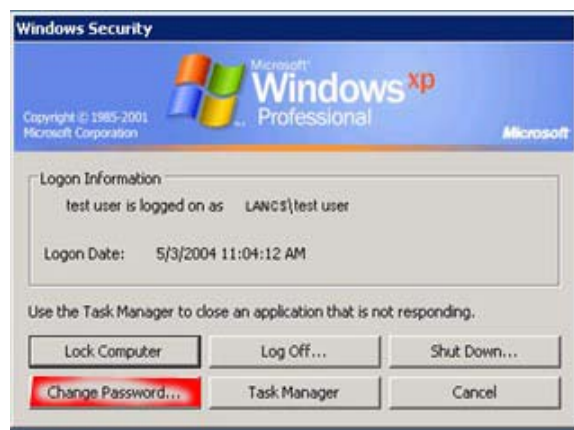 Windows Security
Microsoft
Windows xp
Professional
Copyright © 1985-2001
Microsoft Corporation
Microsoft
Logon Information
test user is logged on as LANCS\test user
Logon Date: 5/3/2004 11:04:12 AM
Use the Task Manager to close an application that is not responding.
Lock Computer Log Off... Shut Down...
Change Password... Task Manager Cancel